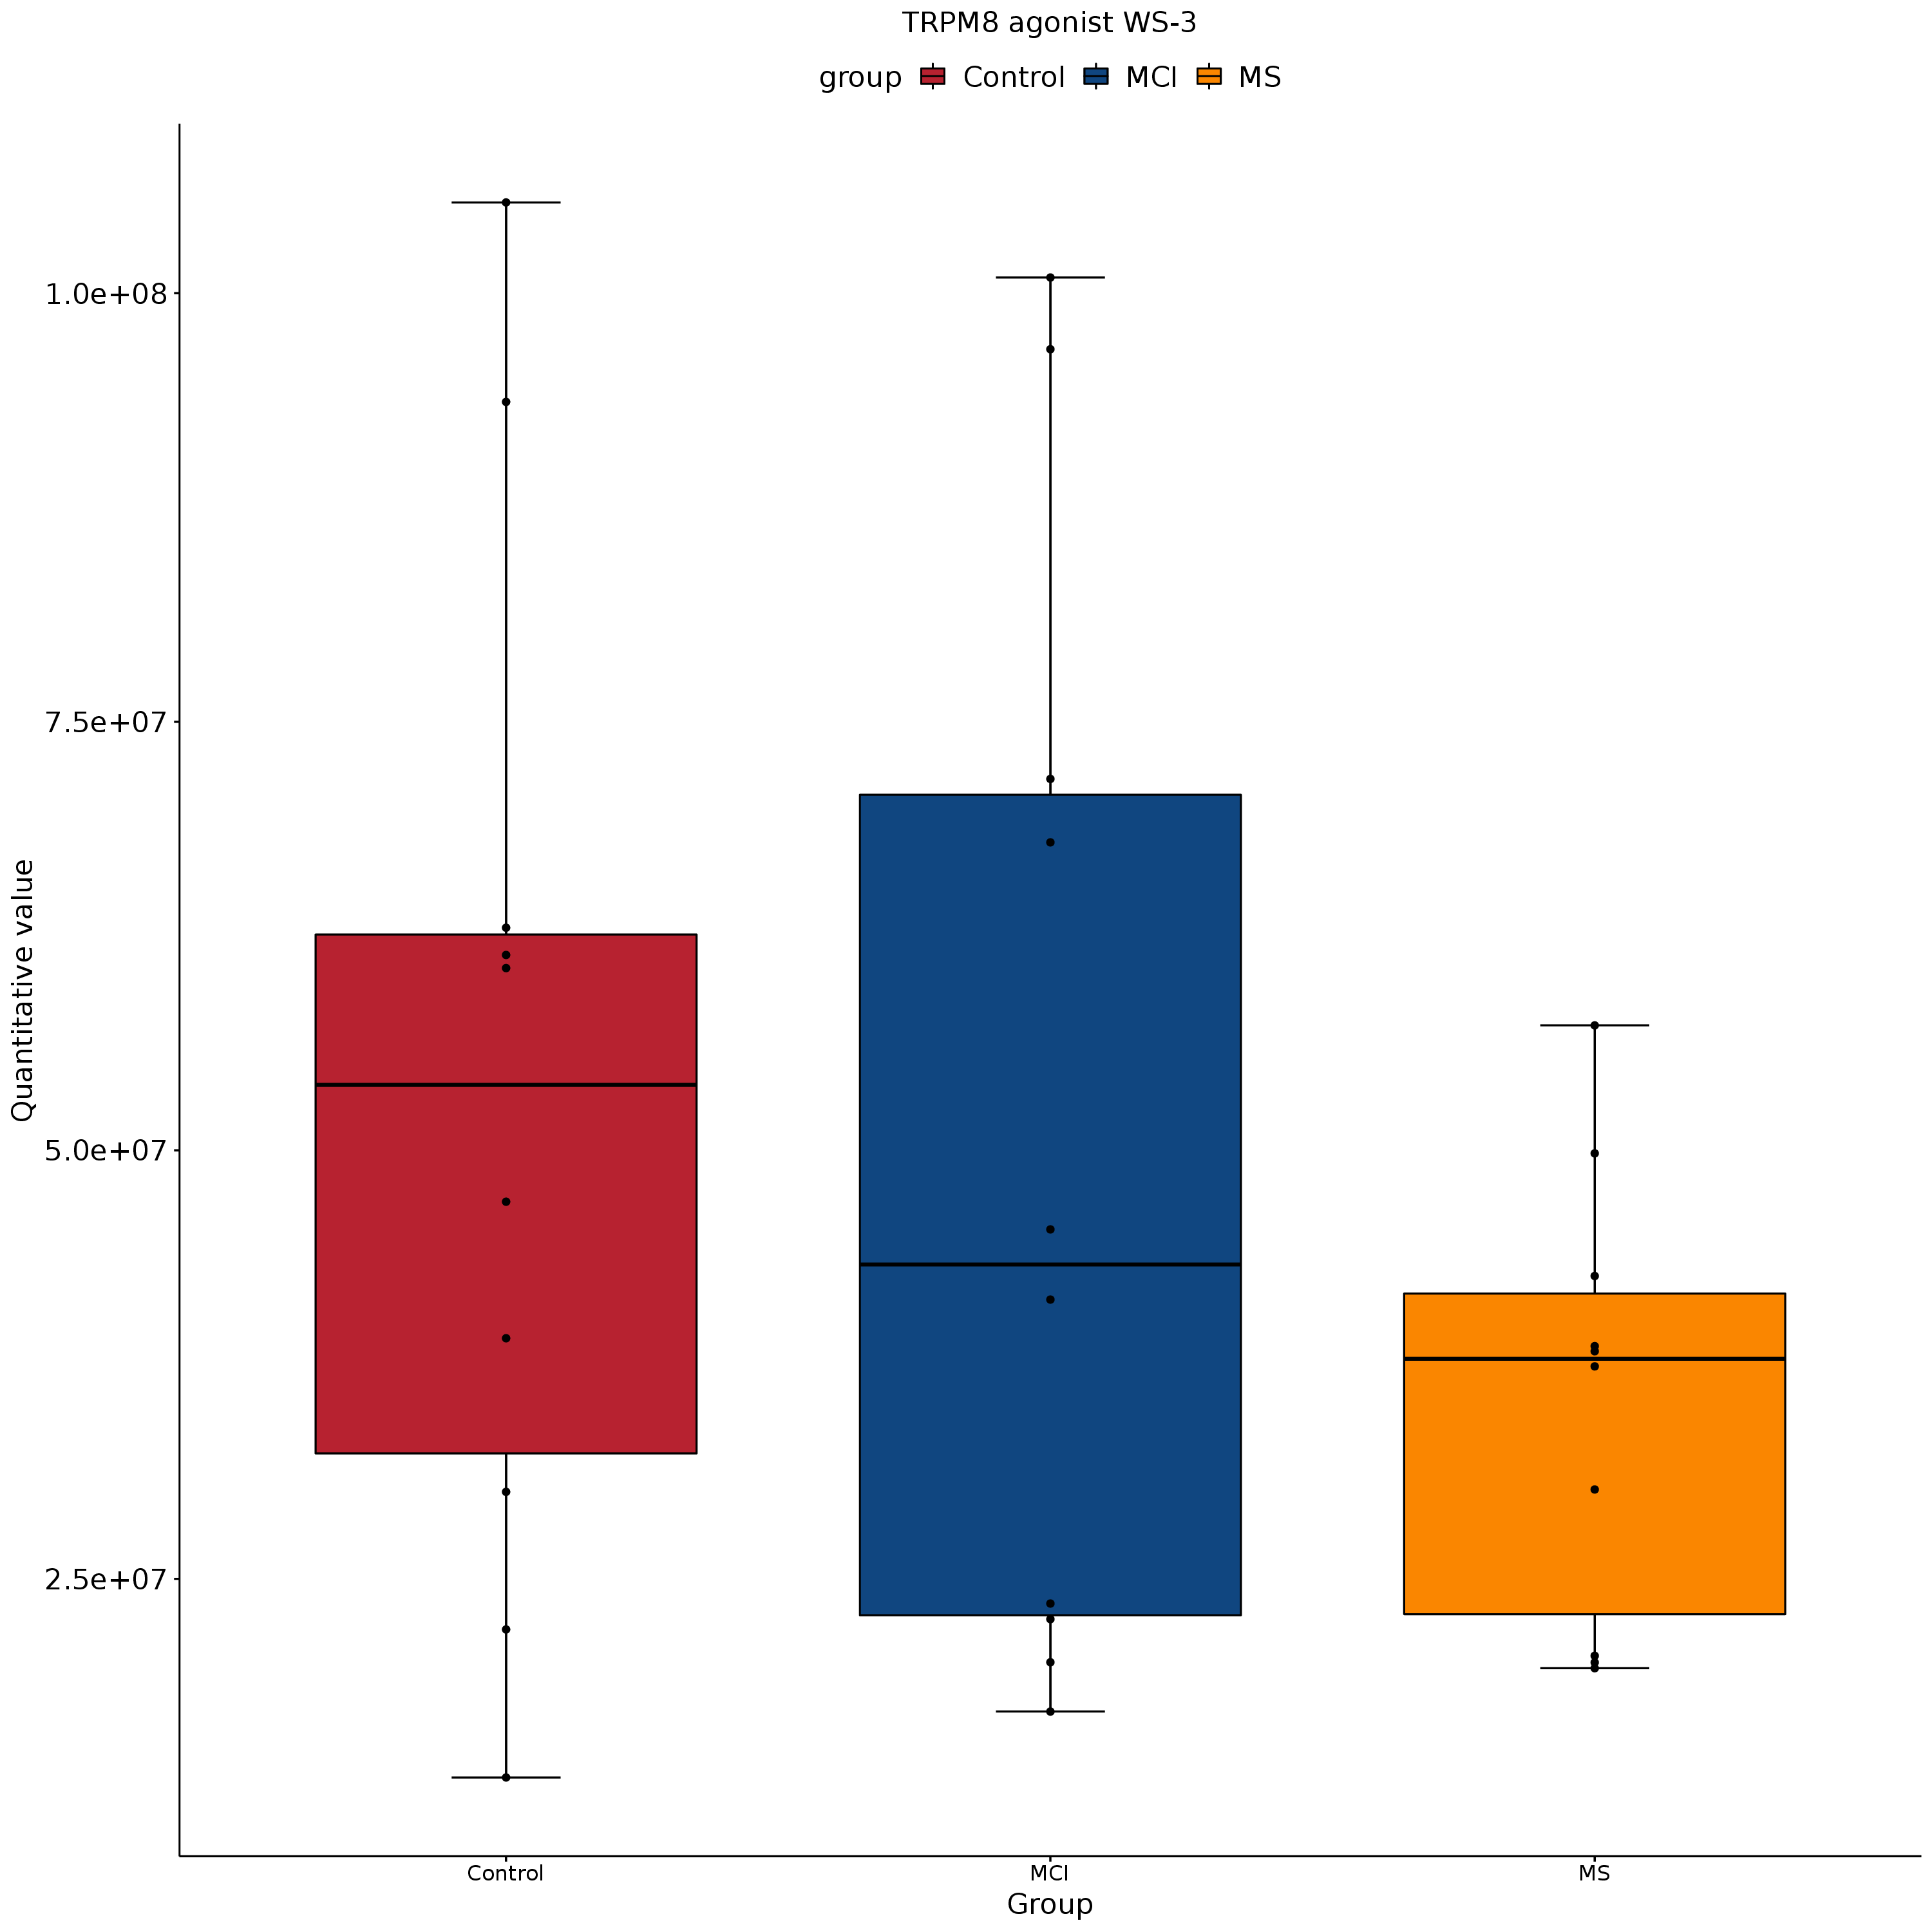 TRPM8 agonist WS-3
group Control MCI MS
1.0e+08
7.5e+07
5.0e+07
2.5e+07
Quantitative value
Control MCI MS
Group